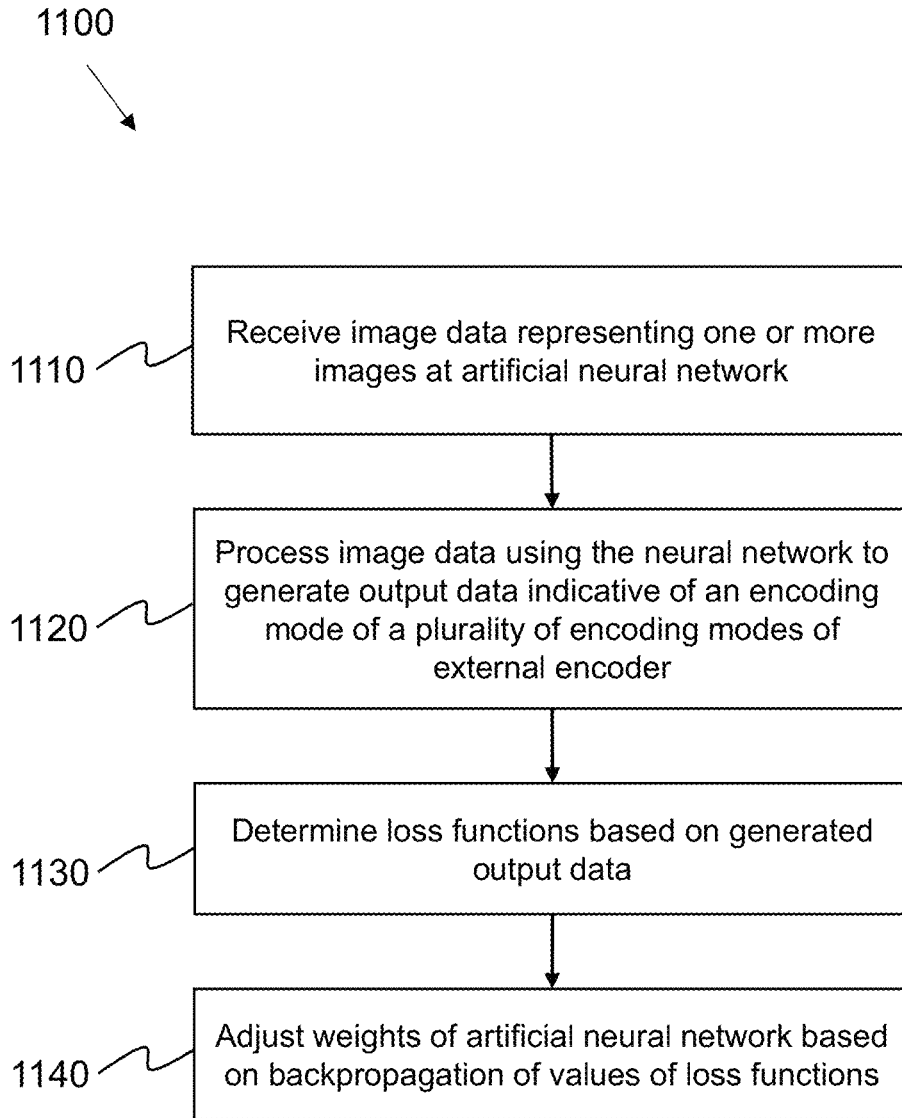 1100
1110
Receive image data representing one or more
images at artificial neural network
1120
Process image data using the neural network to
generate output data indicative of an encoding
mode of a plurality of encoding modes of
external encoder
1130
Determine loss functions based on generated
output data
1140
Adjust weights of artificial neural network based
on backpropagation of values of loss functions